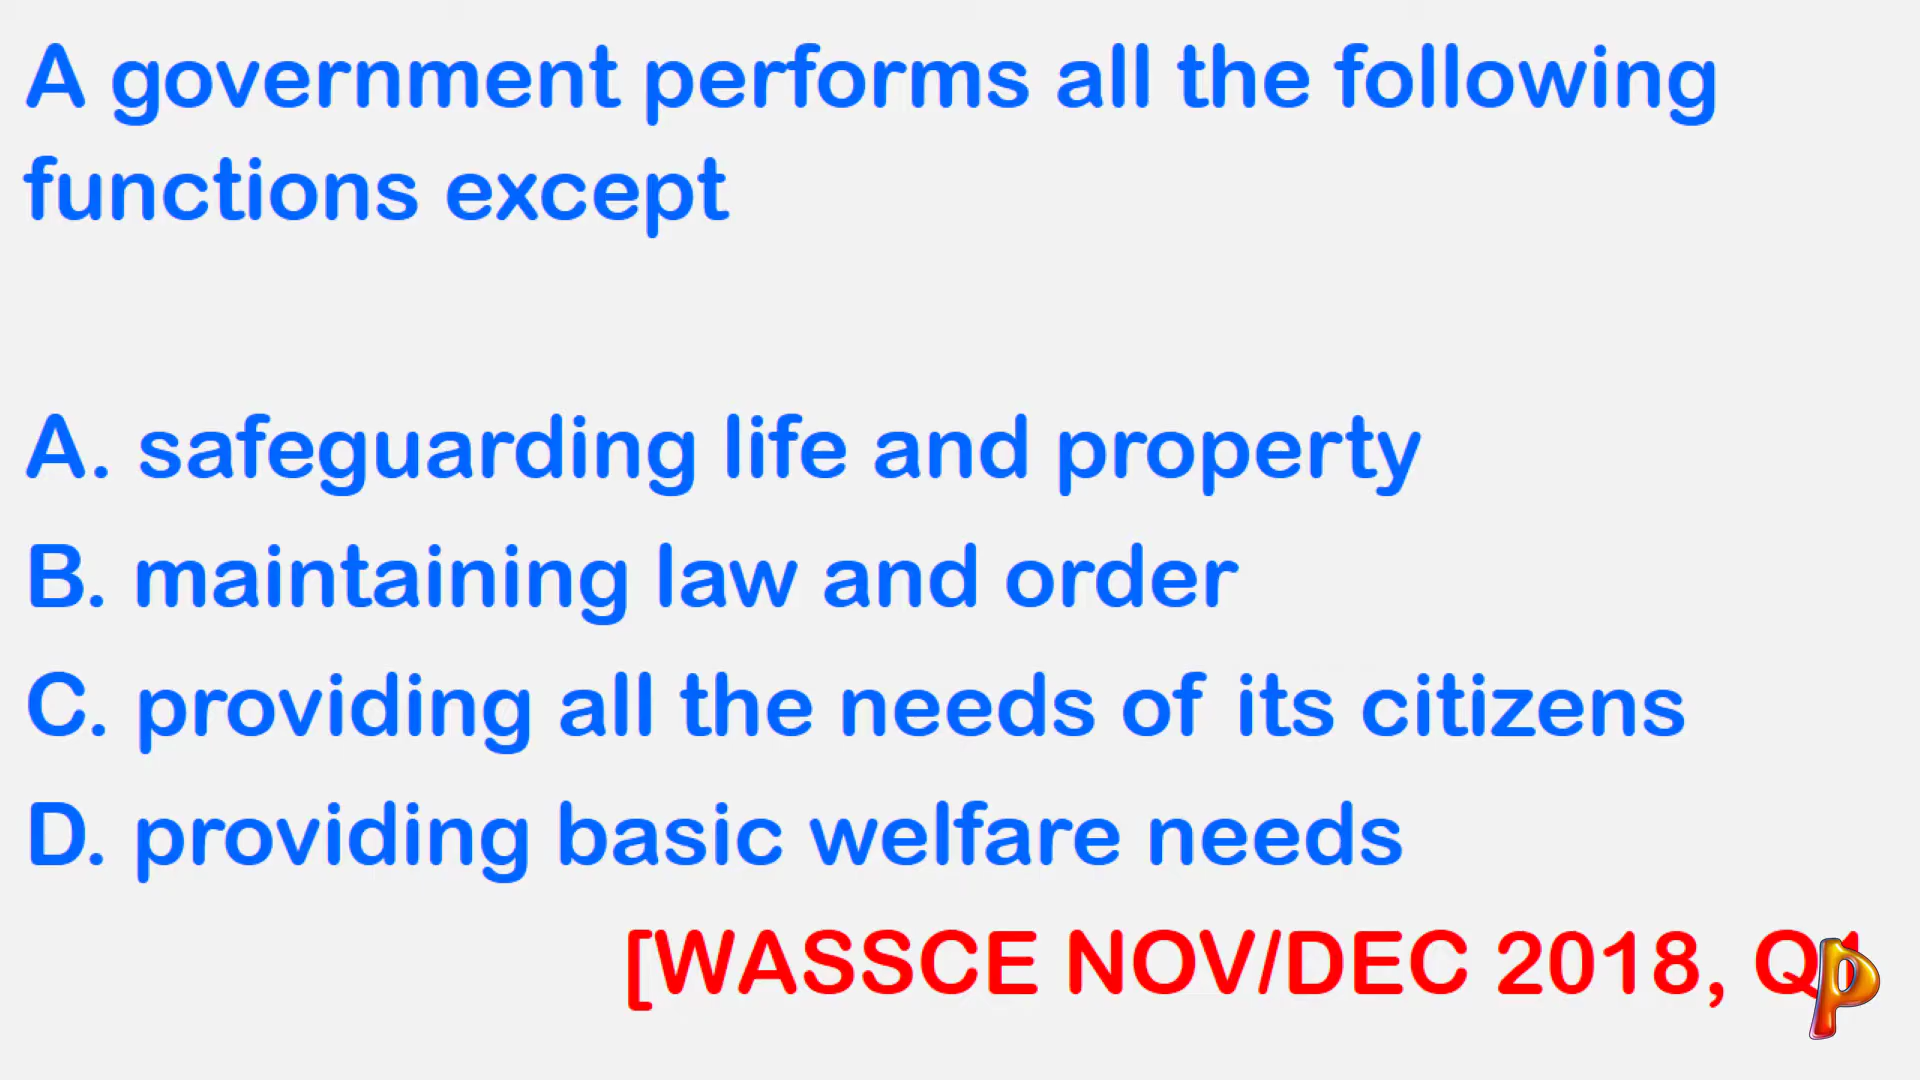 A government performs all the following
functions except
A. safeguarding life and property
B. maintaining law and order
C. providing all the needs of its citizens
D. providing basic welfare needs
[WASSCE NOV/DEC 2018,